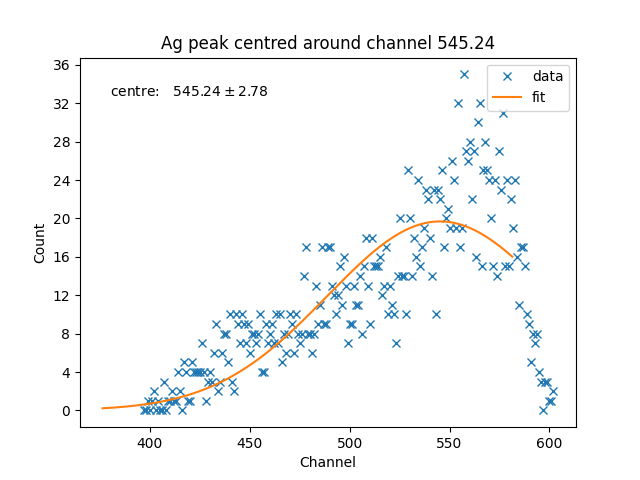 Ag peak centred around channel 545.24
centre: 545.24 ± 2.78
data
fit
Count
36
32
28
24
20
16
12
8
4
0
400 450 500 550 600
Channel